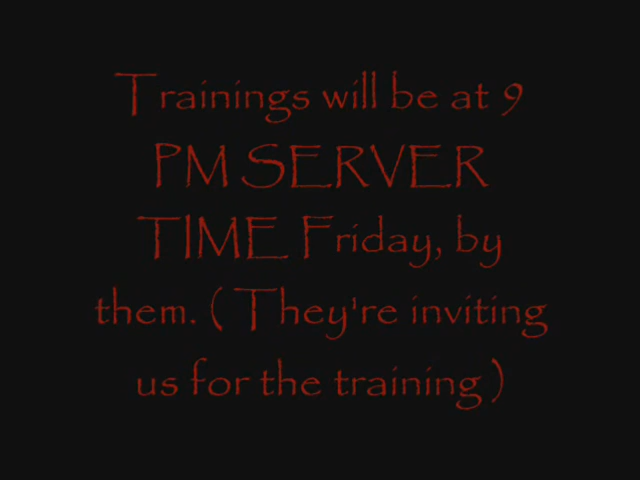 Trainings will be at 9
PM SERVER
TIME Friday, by
them. ( They're inviting
us for the training )